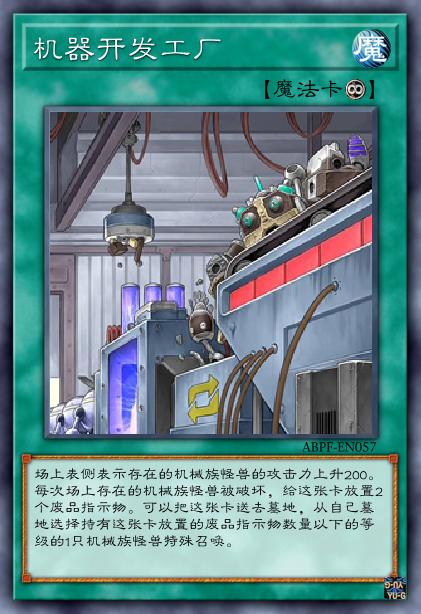 机器开发工厂
魔
【魔法卡∞】
ABPF-EN057
场上表侧表示存在的机械族怪兽的攻击力上升200。
每次场上存在的机械族怪兽被破坏，给这张卡放置2
个废品指示物。可以把这张卡送去墓地，从自己墓
地选择持有这张卡放置的废品指示物数量以下的等
级的1只机械族怪兽特殊召唤。